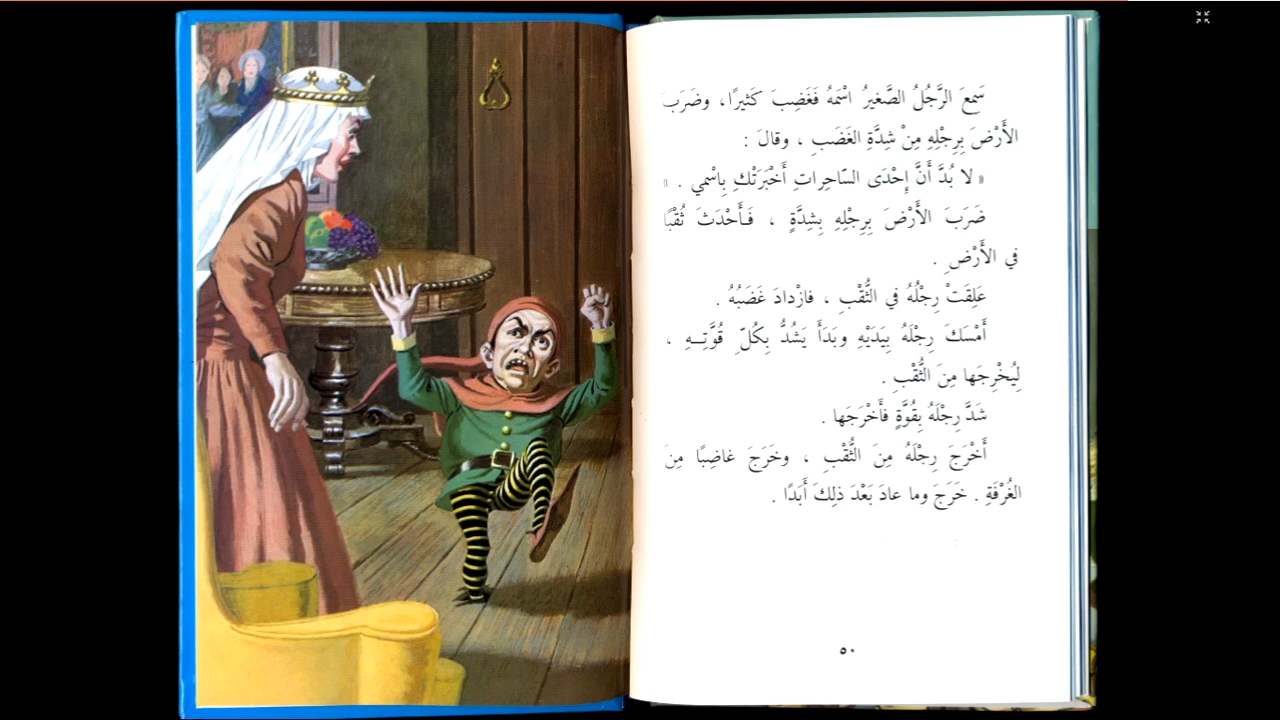 سَمِعَ الرَّجُلُ الصَّغيرُ اسْمَهُ فَغَضِبَ كَثيرًا، وضَرَبَ
الأَرْضَ بِرِجْلِهِ مِنْ شِدَّةِ الغَضَبِ ، وقالَ :
« لا بُدَّ أَنَّ إِحْدَى السّاحِراتِ أَخْبَرَتْكِ بِاسْمي . »
ضَرَبَ الأَرْضَ بِرِجْلِهِ بِشِدَّةٍ ، فَأَحْدَثَ ثُقْبًا
في الأَرْضِ .
عَلِقَتْ رِجْلُهُ في الثُّقْبِ ، فازْدادَ غَضَبُهُ .
أَمْسَكَ رِجْلَهُ بِيَدَيْهِ وبَدَأَ يَشُدُّ بِكُلِّ قُوَّتِـــهِ ،
لِيُخْرِجَها مِنَ الثُّقْبِ .
شَدَّ رِجْلَهُ بِقُوَّةٍ فَأَخْرَجَها .
أَخْرَجَ رِجْلَهُ مِنَ الثُّقْبِ ، وخَرَجَ غاضِبًا مِنَ
الغُرْفَةِ . خَرَجَ وما عادَ بَعْدَ ذلِكَ أَبَدًا .
٥٠